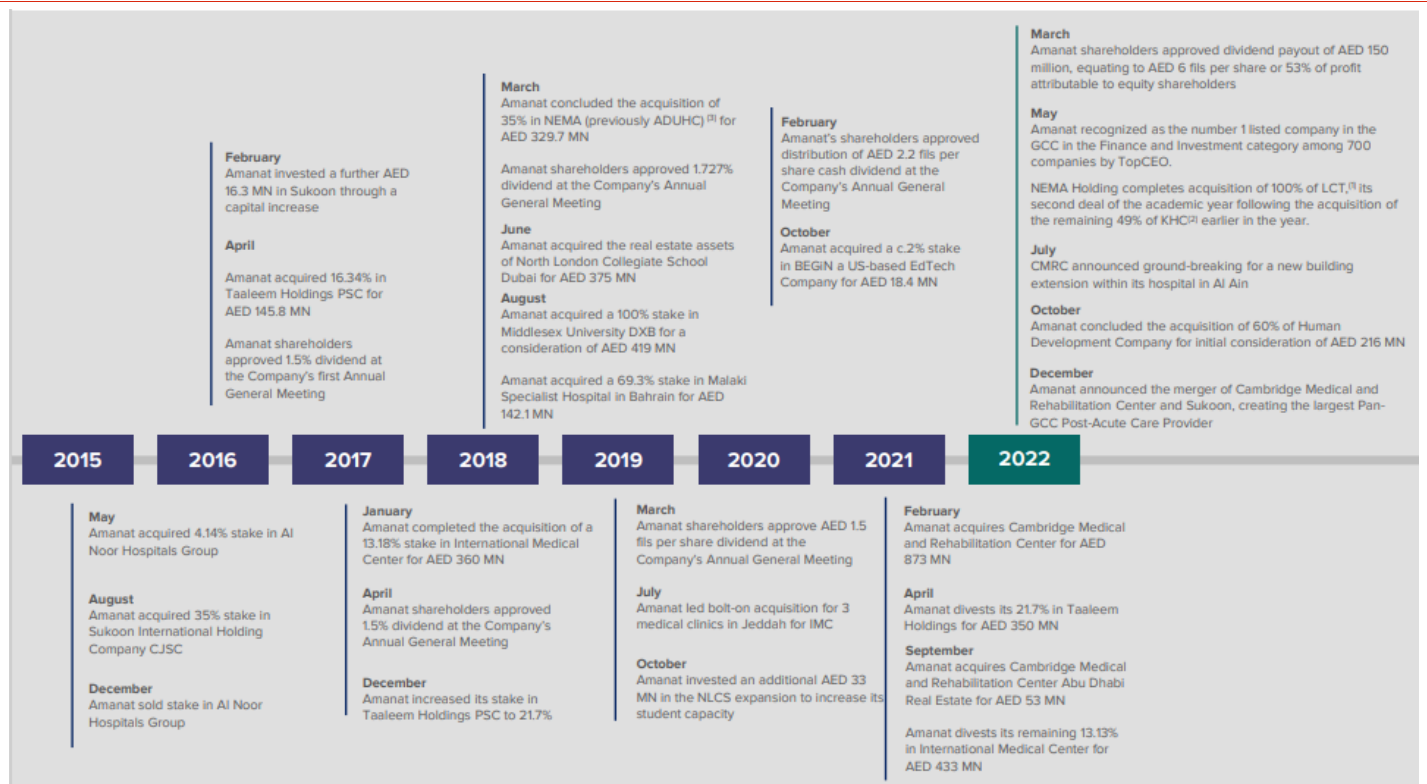 February
Amanat invested a further AED
16.3 MN in Sukoon through a
capital increase
April
Amanat acquired 16.34% in
Taaleem Holdings PSC for
AED 145.8 MN
Amanat shareholders
approved 1.5% dividend at
the Company's first Annual
General Meeting
March
Amanat concluded the acquisition of
35% in NEMA (previously ADUHC) [3] for
AED 329.7 MN
Amanat shareholders approved 1.727%
dividend at the Company's Annual
General Meeting
June
Amanat acquired the real estate assets
of North London Collegiate School
Dubai for AED 375 MN
August
Amanat acquired a 100% stake in
Middlesex University DXB for a
consideration of AED 419 MN
Amanat acquired a 69.3% stake in Malaki
Specialist Hospital in Bahrain for AED
142.1 MN
February
Amanat's shareholders approved
distribution of AED 2.2 fils per
share cash dividend at the
Company's Annual General
Meeting
October
Amanat acquired a c.2% stake
in BEGiN a US-based EdTech
Company for AED 18.4 MN
March
Amanat shareholders approved dividend payout of AED 150
million, equating to AED 6 fils per share or 53% of profit
attributable to equity shareholders
May
Amanat recognized as the number 1 listed company in the
GCC in the Finance and Investment category among 700
companies by TopCEO.
NEMA Holding completes acquisition of 100% of LCT,[1] its
second deal of the academic year following the acquisition of
the remaining 49% of KHC[2] earlier in the year.
July
CMRC announced ground-breaking for a new building
extension within its hospital in Al Ain
October
Amanat concluded the acquisition of 60% of Human
Development Company for initial consideration of AED 216 MN
December
Amanat announced the merger of Cambridge Medical and
Rehabilitation Center and Sukoon, creating the largest Pan-
GCC Post-Acute Care Provider
2015 2016 2017 2018 2019 2020 2021 2022
May
Amanat acquired 4.14% stake in Al
Noor Hospitals Group
August
Amanat acquired 35% stake in
Sukoon International Holding
Company CJSC
December
Amanat sold stake in Al Noor
Hospitals Group
January
Amanat completed the acquisition of a
13.18% stake in International Medical
Center for AED 360 MN
April
Amanat shareholders approved
1.5% dividend at the Company's
Annual General Meeting
December
Amanat increased its stake in
Taaleem Holdings PSC to 21.7%
March
Amanat shareholders approve AED 1.5
fils per share dividend at the
Company's Annual General Meeting
July
Amanat led bolt-on acquisition for 3
medical clinics in Jeddah for IMC
October
Amanat invested an additional AED 33
MN in the NLCS expansion to increase its
student capacity
February
Amanat acquires Cambridge Medical
and Rehabilitation Center for AED
873 MN
April
Amanat divests its 21.7% in Taaleem
Holdings for AED 350 MN
September
Amanat acquires Cambridge Medical
and Rehabilitation Center Abu Dhabi
Real Estate for AED 53 MN
Amanat divests its remaining 13.13%
in International Medical Center for
AED 433 MN